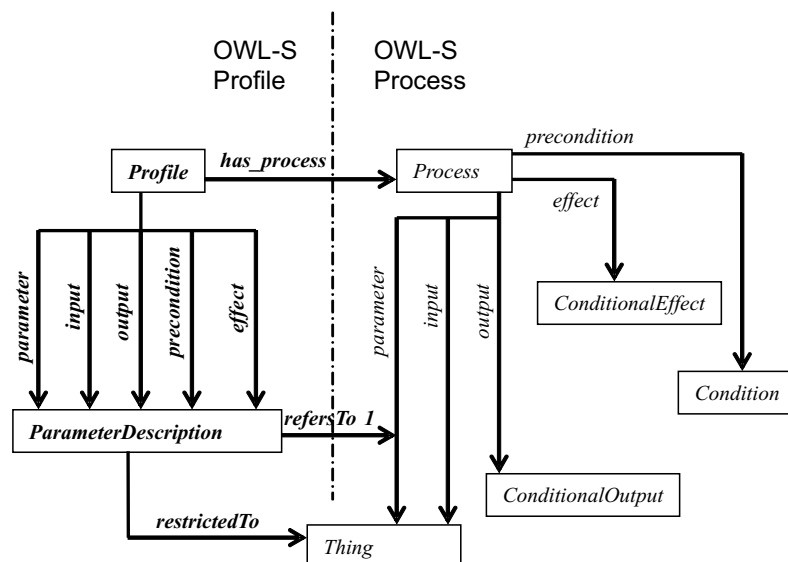 OWL-S
Profile
OWL-S
Process
Profile
has_process
Process
precondition
effect
parameter
input
output
precondition
effect
parameter
input
output
ConditionalEffect
Condition
ParameterDescription
refersTo 1
ConditionalOutput
restrictedTo
Thing